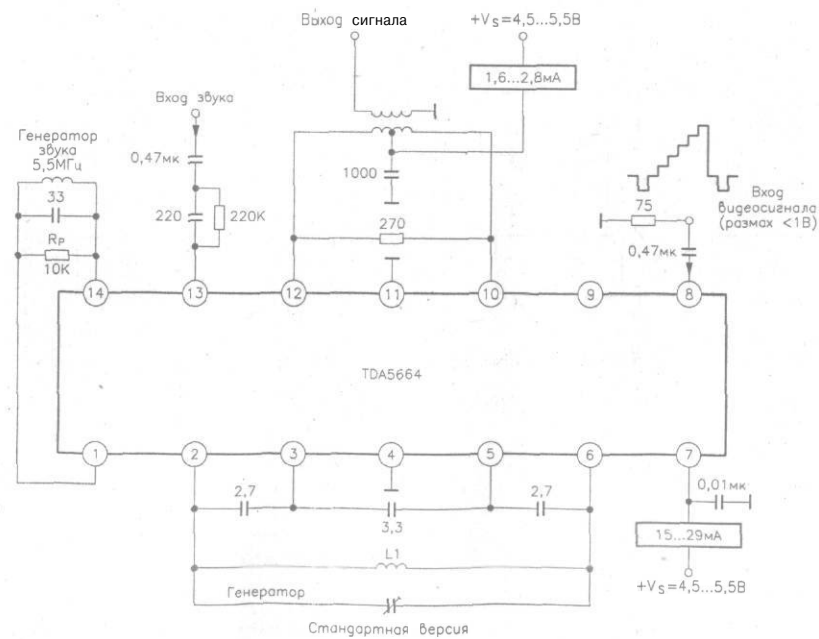 Выход сигнала
+Vs=4,5...5,5В
1,6...2,8мА
Вход звука
Генератор
звука
5,5МГц
0,47мк
33
1000
220
220К
270
75
Вход
видеосигнала
(размах <1В)
RP
10К
0,47мк
14
13
12
11
10
9
8
TDA5664
1
2
3
4
5
6
7
2,7
3,3
2,7
0,01мк
L1
15...29мА
Генератор
+Vs=4,5...5,5В
Стандартная версия